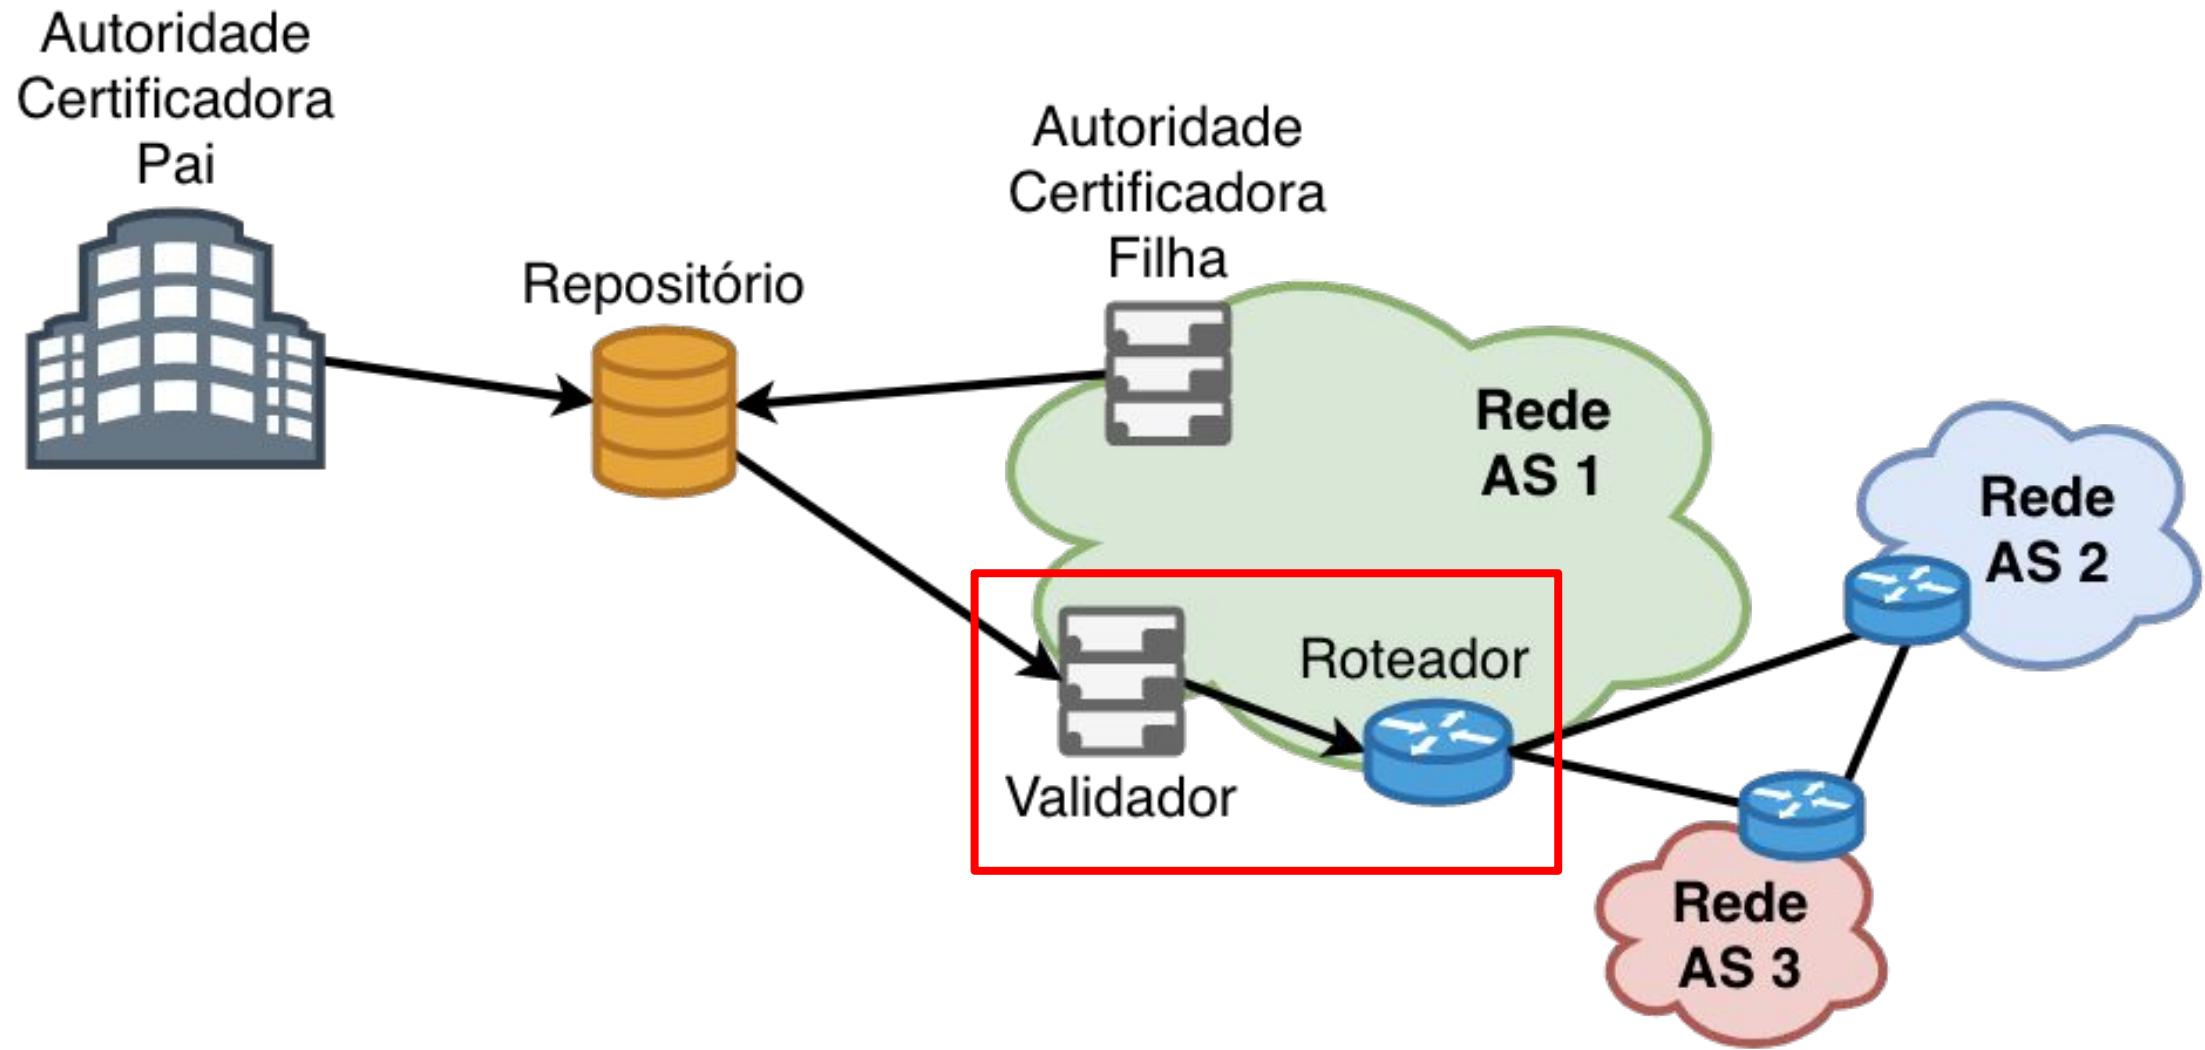 Autoridade
Certificadora
Pai
Repositório
Autoridade
Certificadora
Filha
Rede
AS 1
Rede
AS 2
Roteador
Validador
Rede
AS 3